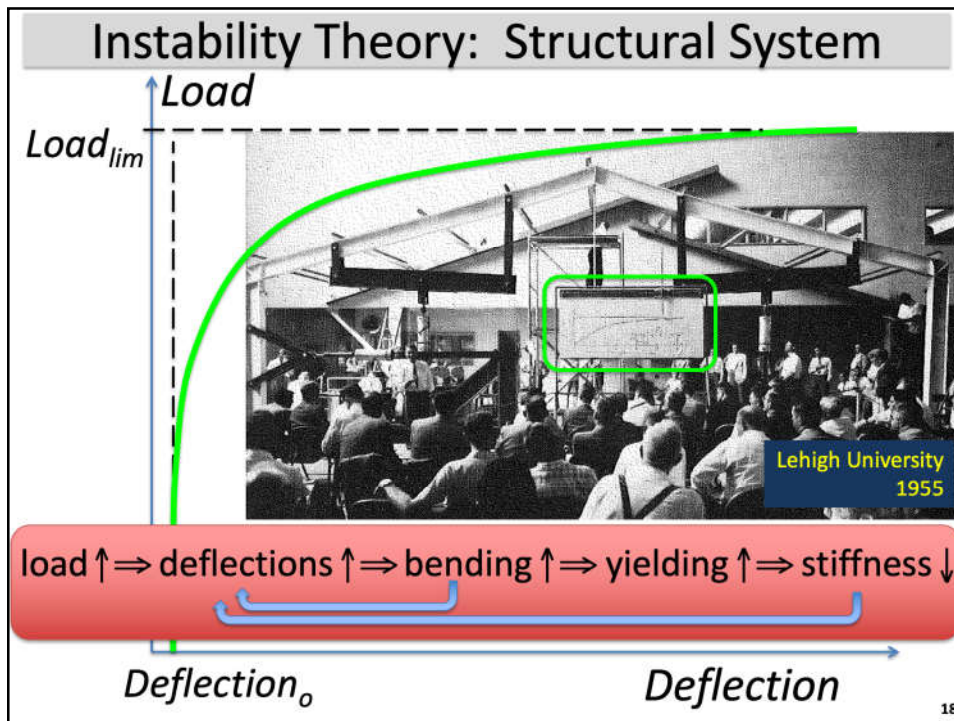 Instability Theory: Structural System
Load
Load_lim
Lehigh University
1955
load ↑ ⇒ deflections ↑ ⇒ bending ↑ ⇒ yielding ↑ ⇒ stiffness ↓
Deflection_o
Deflection
18